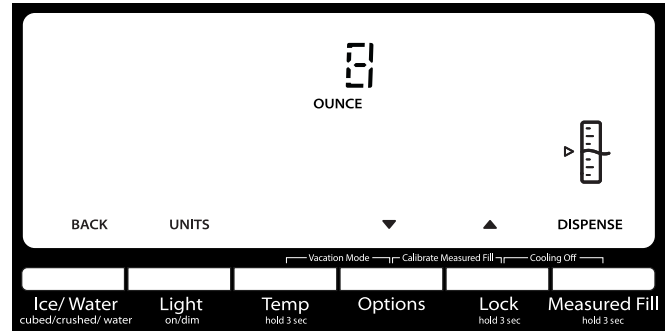 8
OUNCE
BACK UNITS ▼ ▲ DISPENSE
Vacation Mode Calibrate Measured Fill Cooling Off
Ice/ Water Light Temp Options Lock Measured Fill
cubed/crushed/ water on/dim hold 3 sec hold 3 sec hold 3 sec